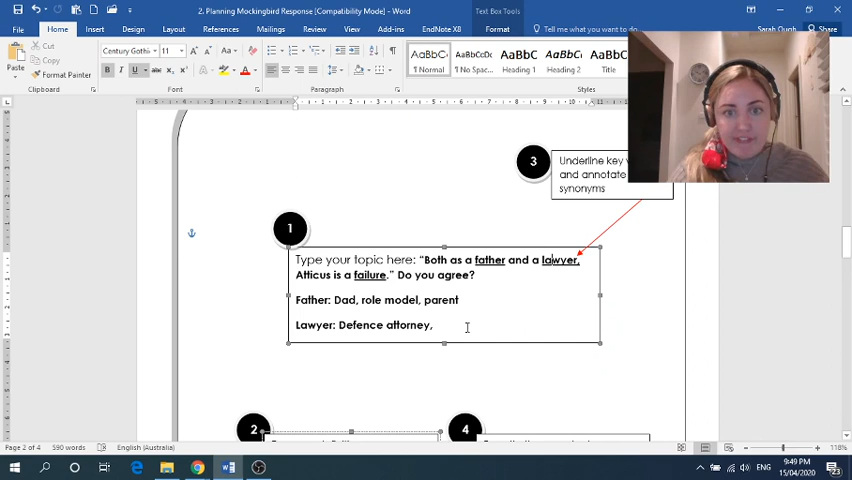 2. Planning Mockingbird Response [Compatibility Mode] - Word
Text Box Tools
Sarah Ough
File Home Insert Design Layout References Mailings Review View Add-ins EndNote X8 Format Tell me what you want to do Share
Cut
Copy
Format Painter
Paste
Clipboard
Century Gothi 11
Font
Paragraph
AaBbC AaBbCcDc AaBbC AaBbCc AaBb
¶ Normal ¶ No Spac... Heading 1 Heading 2 Title
Styles
3
Underline key
and annotate
synonyms
1
Type your topic here: “Both as a father and a lawyer,
Atticus is a failure.” Do you agree?
Father: Dad, role model, parent
Lawyer: Defence attorney,
2
4
Page 2 of 4 590 words English (Australia) 118%
ENG
9:49 PM
15/04/2020
23